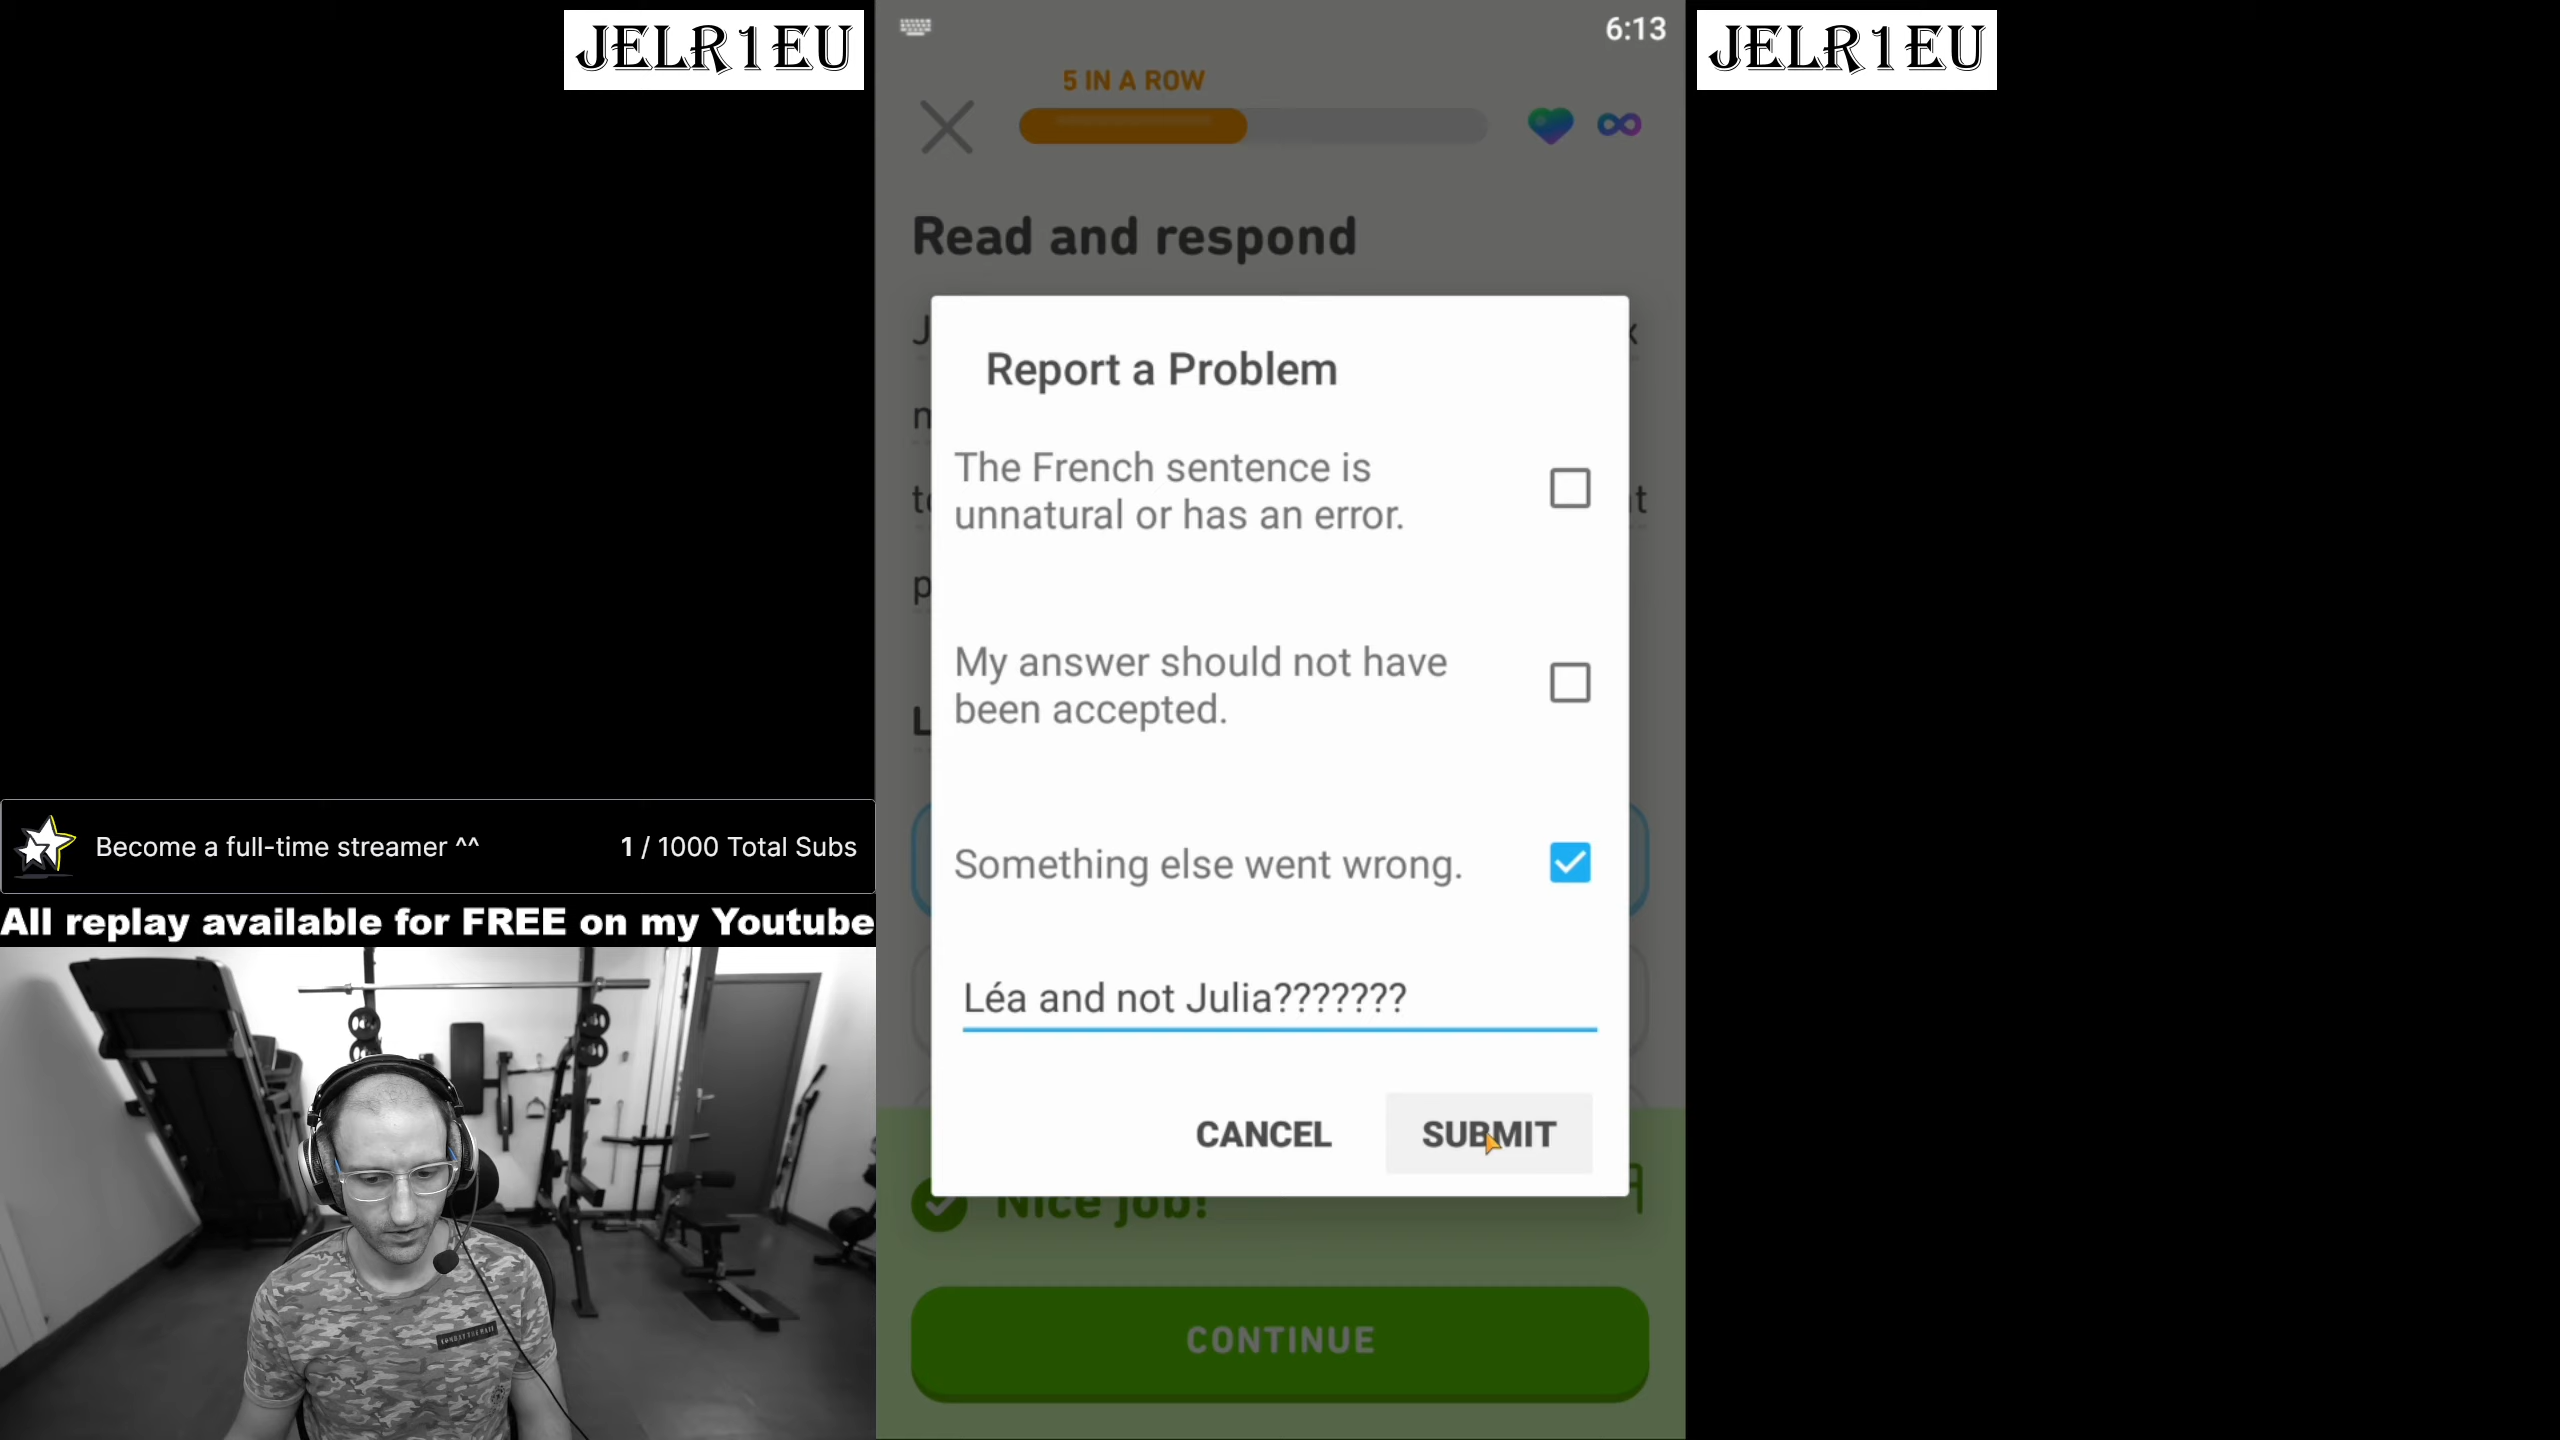 JELR1EU
6:13
JELR1EU
5 IN A ROW
Read and respond
Report a Problem
The French sentence is
unnatural or has an error.
My answer should not have
been accepted.
Something else went wrong.
Léa and not Julia???????
CANCEL
SUBMIT
Nice job!
CONTINUE
Become a full-time streamer ^^
1 / 1000 Total Subs
All replay available for FREE on my Youtube